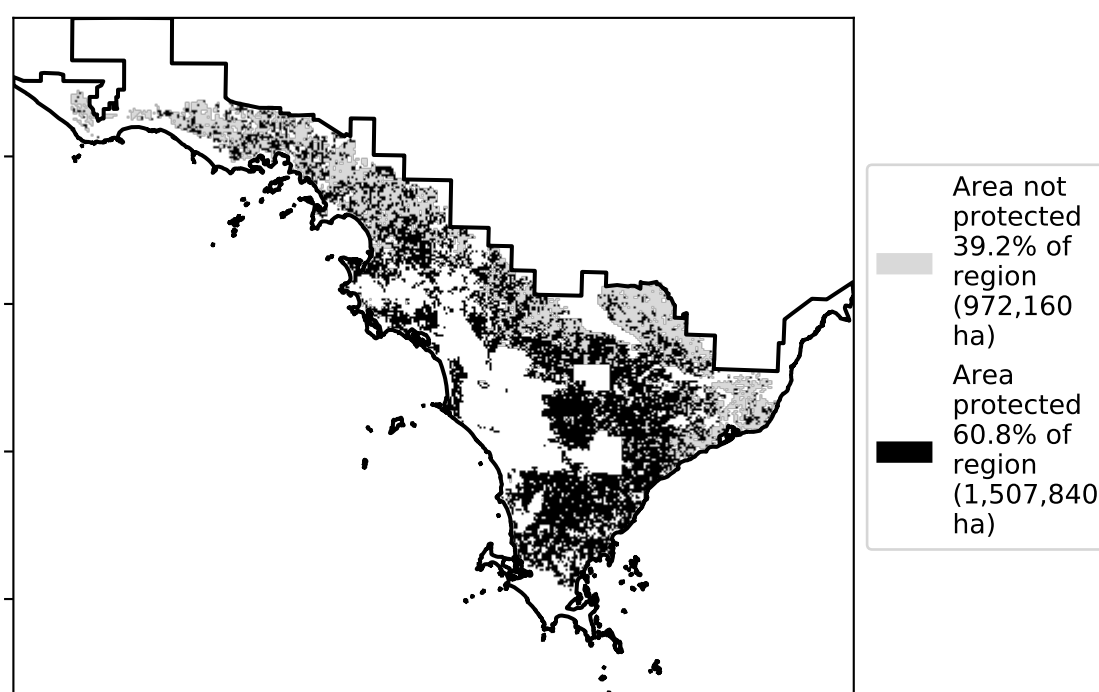 Area not
protected
39.2% of
region
(972,160
ha)
Area
protected
60.8% of
region
(1,507,840
ha)